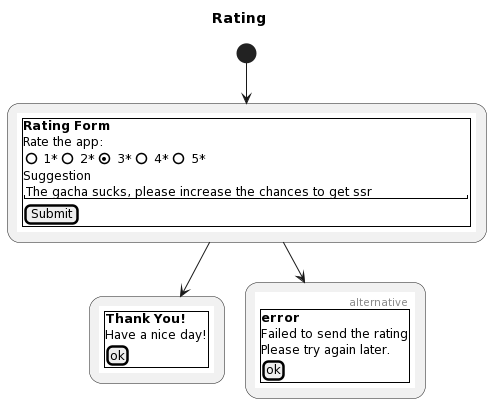 Rating
Rating Form
Rate the app:
1* 2* 3* 4* 5*
Suggestion
The gacha sucks, please increase the chances to get ssr
Submit
Thank You!
Have a nice day!
ok
alternative
error
Failed to send the rating
Please try again later.
ok